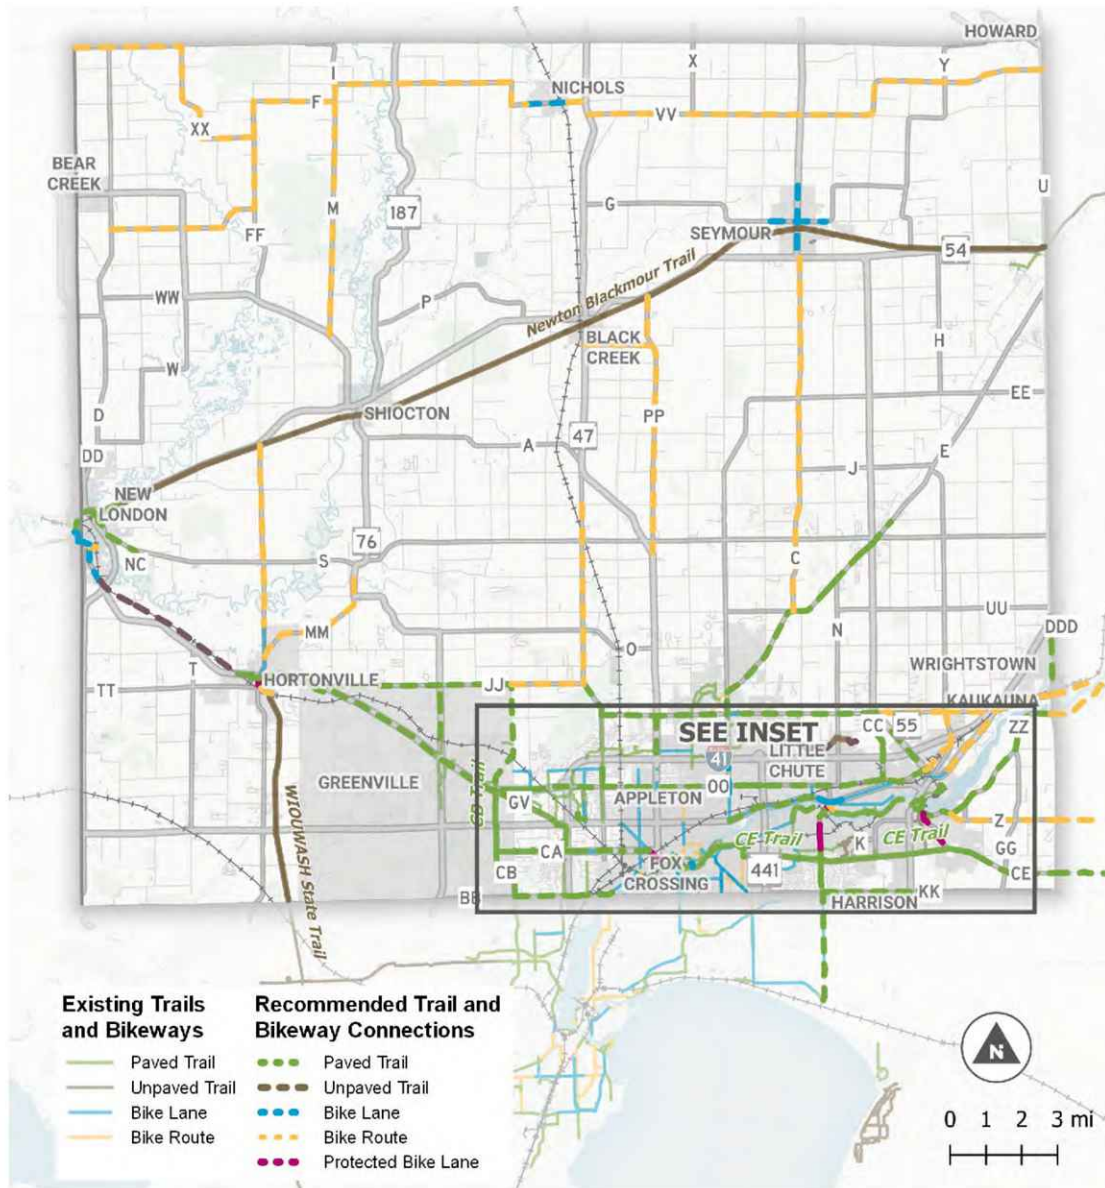 HOWARD
I
X
Y
NICHOLS
F
XX
VV
BEAR
CREEK
U
M
187
G
FF
SEYMOUR
54
WW
P
Newton Blackmour Trail
BLACK
CREEK
H
W
D
SHIOCTON
EE
PP
47
A
E
DD
J
NEW
LONDON
76
NC
S
C
UU
N
DDD
MM
O
T
WRIGHTSTOWN
HORTONVILLE
JJ
TT
KAUKAUNA
SEE INSET
CC
55
ZZ
41
LITTLE
CHUTE
GREENVILLE
OO
APPLETON
GV
WIOUWASH State Trail
CE Trail
CE Trail
Z
K
CA
GG
FOX
CROSSING
CB
441
CE
BB
KK
HARRISON
Existing Trails
and Bikeways
Paved Trail
Unpaved Trail
Bike Lane
Bike Route
Recommended Trail and
Bikeway Connections
Paved Trail
Unpaved Trail
Bike Lane
Bike Route
Protected Bike Lane
N
0 1 2 3 mi